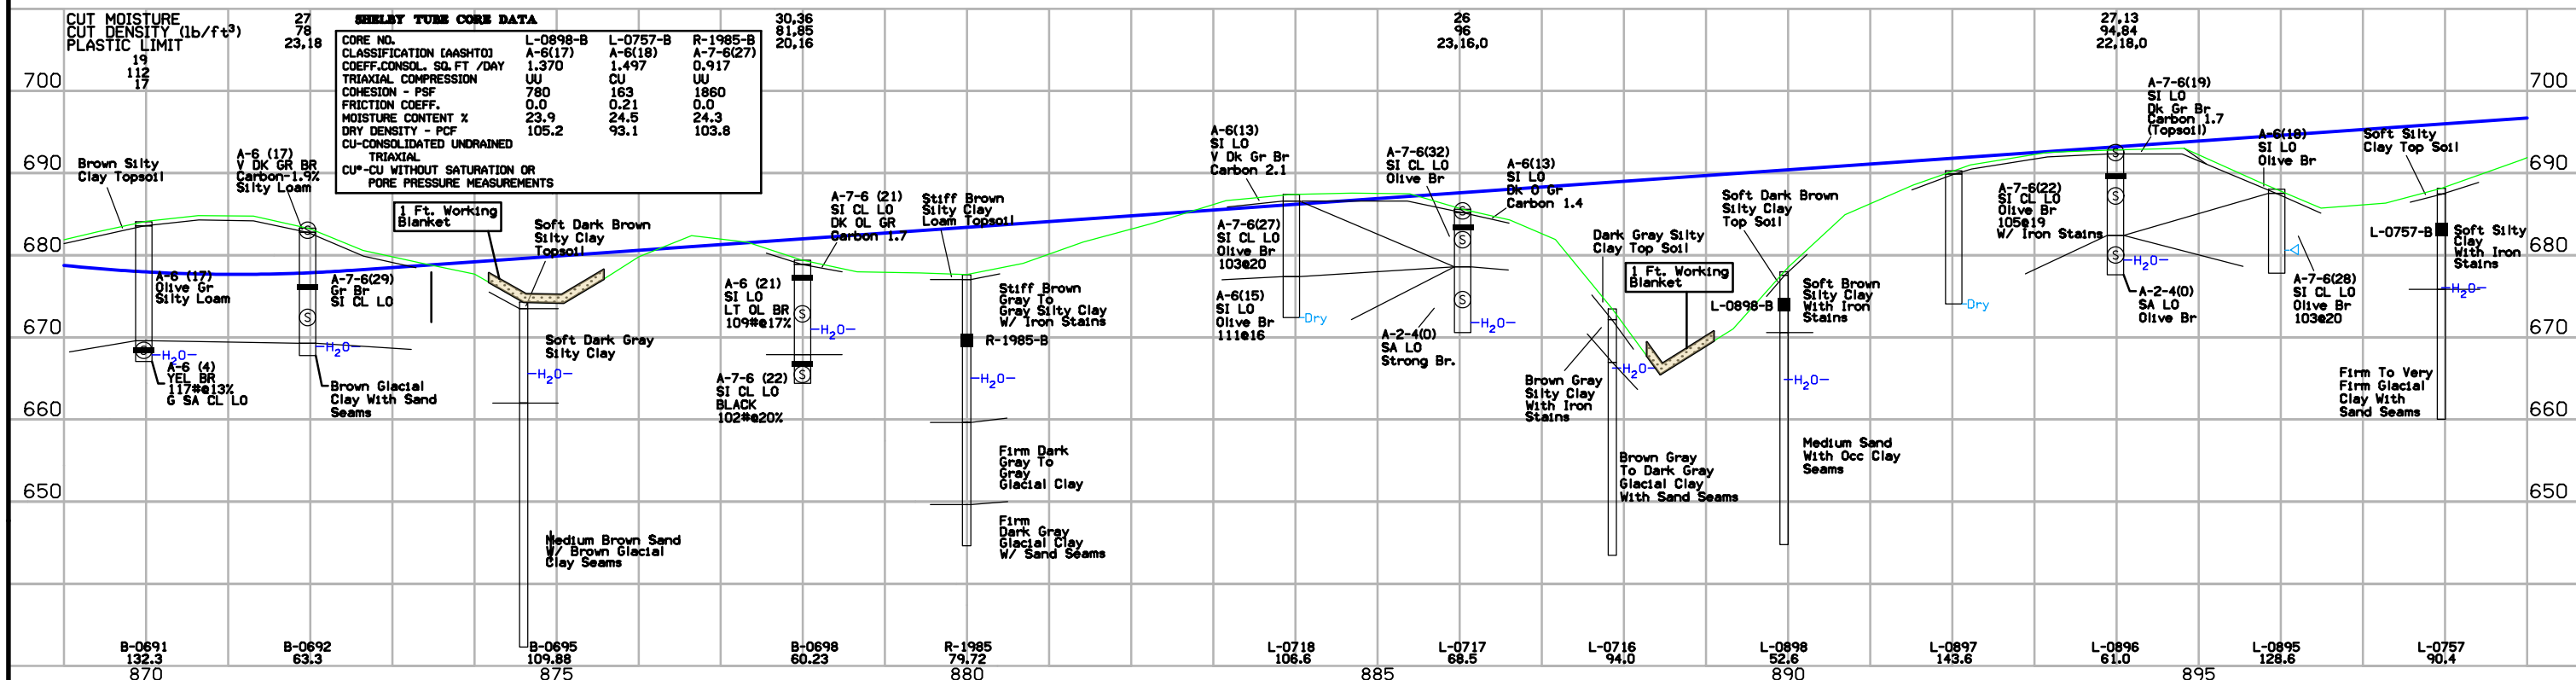 CUT MOISTURE
CUT DENSITY (lb/ft³)
PLASTIC LIMIT
19
112
17
27
78
23,18
30,36
81,85
20,16
26
96
23,16,0
27,13
94,84
22,18,0
SHELBY TUBE CORE DATA
CORE NO. L-0898-B L-0757-B R-1985-B
CLASSIFICATION [AASHTO] A-6(17) A-6(18) A-7-6(27)
COEFF.CONSOL. SQ.FT /DAY 1.370 1.497 0.917
TRIAXIAL COMPRESSION UU CU UU
COHESION - PSF 780 163 1860
FRICTION COEFF. 0.0 0.21 0.0
MOISTURE CONTENT % 23.9 24.5 24.3
DRY DENSITY - PCF 105.2 93.1 103.8
CU-CONSOLIDATED UNDRAINED
TRIAXIAL
CU*-CU WITHOUT SATURATION OR
PORE PRESSURE MEASUREMENTS
700
690
680
670
660
650
700
690
680
670
660
650
Brown Silty
Clay Topsoil
A-6 (17)
Olive Gr
Silty Loam
S
H2O
A-6 (4)
YEL BR
117#@13%
G SA CL LO
A-6 (17)
V DK GR BR
Carbon-1.9%
Silty Loam
S
A-7-6(29)
Gr Br
SI CL LO
S
H2O
Brown Glacial
Clay With Sand
Seams
1 Ft. Working
Blanket
Soft Dark Brown
Silty Clay
Topsoil
Soft Dark Gray
Silty Clay
H2O
Medium Brown Sand
W/ Brown Glacial
Clay Seams
A-7-6 (21)
SI CL LO
DK OL GR
Carbon 1.7
A-6 (21)
SI LO
LT OL BR
109#@17%
S
H2O
A-7-6 (22)
SI CL LO
BLACK
102#@20%
S
Stiff Brown
Silty Clay
Loam Topsoil
Stiff Brown
Gray To
Gray Silty Clay
W/ Iron Stains
R-1985-B
H2O
Firm Dark
Gray To
Gray
Glacial Clay
Firm
Dark Gray
Glacial Clay
W/ Sand Seams
A-6(13)
SI LO
V Dk Gr Br
Carbon 2.1
A-7-6(27)
SI CL LO
Olive Br
103@20
A-6(15)
SI LO
Olive Br
111@16
Dry
A-7-6(32)
SI CL LO
Olive Br
A-6(13)
SI LO
Dk O Gr
Carbon 1.4
S
S
S
H2O
A-2-4(0)
SA LO
Strong Br.
Dark Gray Silty
Clay Top Soil
Brown Gray
Silty Clay
With Iron
Stains
H2O
Brown Gray
To Dark Gray
Glacial Clay
With Sand Seams
1 Ft. Working
Blanket
Soft Dark Brown
Silty Clay
Top Soil
L-0898-B
Soft Brown
Silty Clay
With Iron
Stains
H2O
Medium Sand
With Occ Clay
Seams
Dry
A-7-6(19)
SI LO
Dk Gr Br
Carbon 1.7
(Topsoil)
A-7-6(22)
SI CL LO
Olive Br
105@19
W/ Iron Stains
S
S
S
H2O
A-2-4(0)
SA LO
Olive Br
A-6(18)
SI LO
Olive Br
A-7-6(28)
SI CL LO
Olive Br
103@20
Soft Silty
Clay Top Soil
L-0757-B
Soft Silty
Clay
With Iron
Stains
H2O
Firm To Very
Firm Glacial
Clay With
Sand Seams
B-0691
132.3
B-0692
63.3
B-0695
109.88
B-0698
60.23
R-1985
79.72
L-0718
106.6
L-0717
68.5
L-0716
94.0
L-0898
52.6
L-0897
143.6
L-0896
61.0
L-0895
128.6
L-0757
90.4
870
875
880
885
890
895